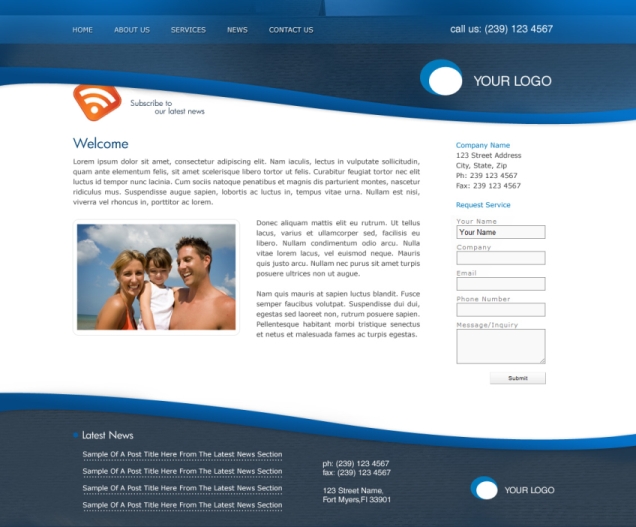 HOME ABOUT US SERVICES NEWS CONTACT US
call us: (239) 123 4567
YOUR LOGO
Subscribe to
our latest news
Welcome
Lorem ipsum dolor sit amet, consectetur adipiscing elit. Nam iaculis, lectus in vulputate sollicitudin,
quam ante elementum felis, sit amet scelerisque libero tortor ut felis. Curabitur feugiat tortor nec elit
luctus id tempor nunc lacinia. Cum sociis natoque penatibus et magnis dis parturient montes, nascetur
ridiculus mus. Suspendisse augue sapien, lobortis ac luctus in, tempus vitae urna. Nullam est nisi,
viverra vel rhoncus in, porttitor ac lorem.
Donec aliquam mattis elit eu rutrum. Ut tellus
lacus, varius et ullamcorper sed, facilisis eu
libero. Nullam condimentum odio arcu. Nulla
vitae lorem lacus, vel euismod neque. Mauris
quis justo arcu. Nullam nec purus sit amet turpis
posuere ultrices non ut augue.
Nam quis mauris at sapien luctus blandit. Fusce
semper faucibus volutpat. Suspendisse dui dui,
egestas sed laoreet non, rutrum posuere sapien.
Pellentesque habitant morbi tristique senectus
et netus et malesuada fames ac turpis egestas.
Company Name
123 Street Address
City, State, Zip
Ph: 239 123 4567
Fax: 239 123 4567
Request Service
Your Name
Your Name
Company
Email
Phone Number
Message/Inquiry
Submit
Latest News
Sample Of A Post Title Here From The Latest News Section
Sample Of A Post Title Here From The Latest News Section
Sample Of A Post Title Here From The Latest News Section
Sample Of A Post Title Here From The Latest News Section
ph: (239) 123 4567
fax: (239) 123 4567
123 Street Name,
Fort Myers,Fl 33901
YOUR LOGO